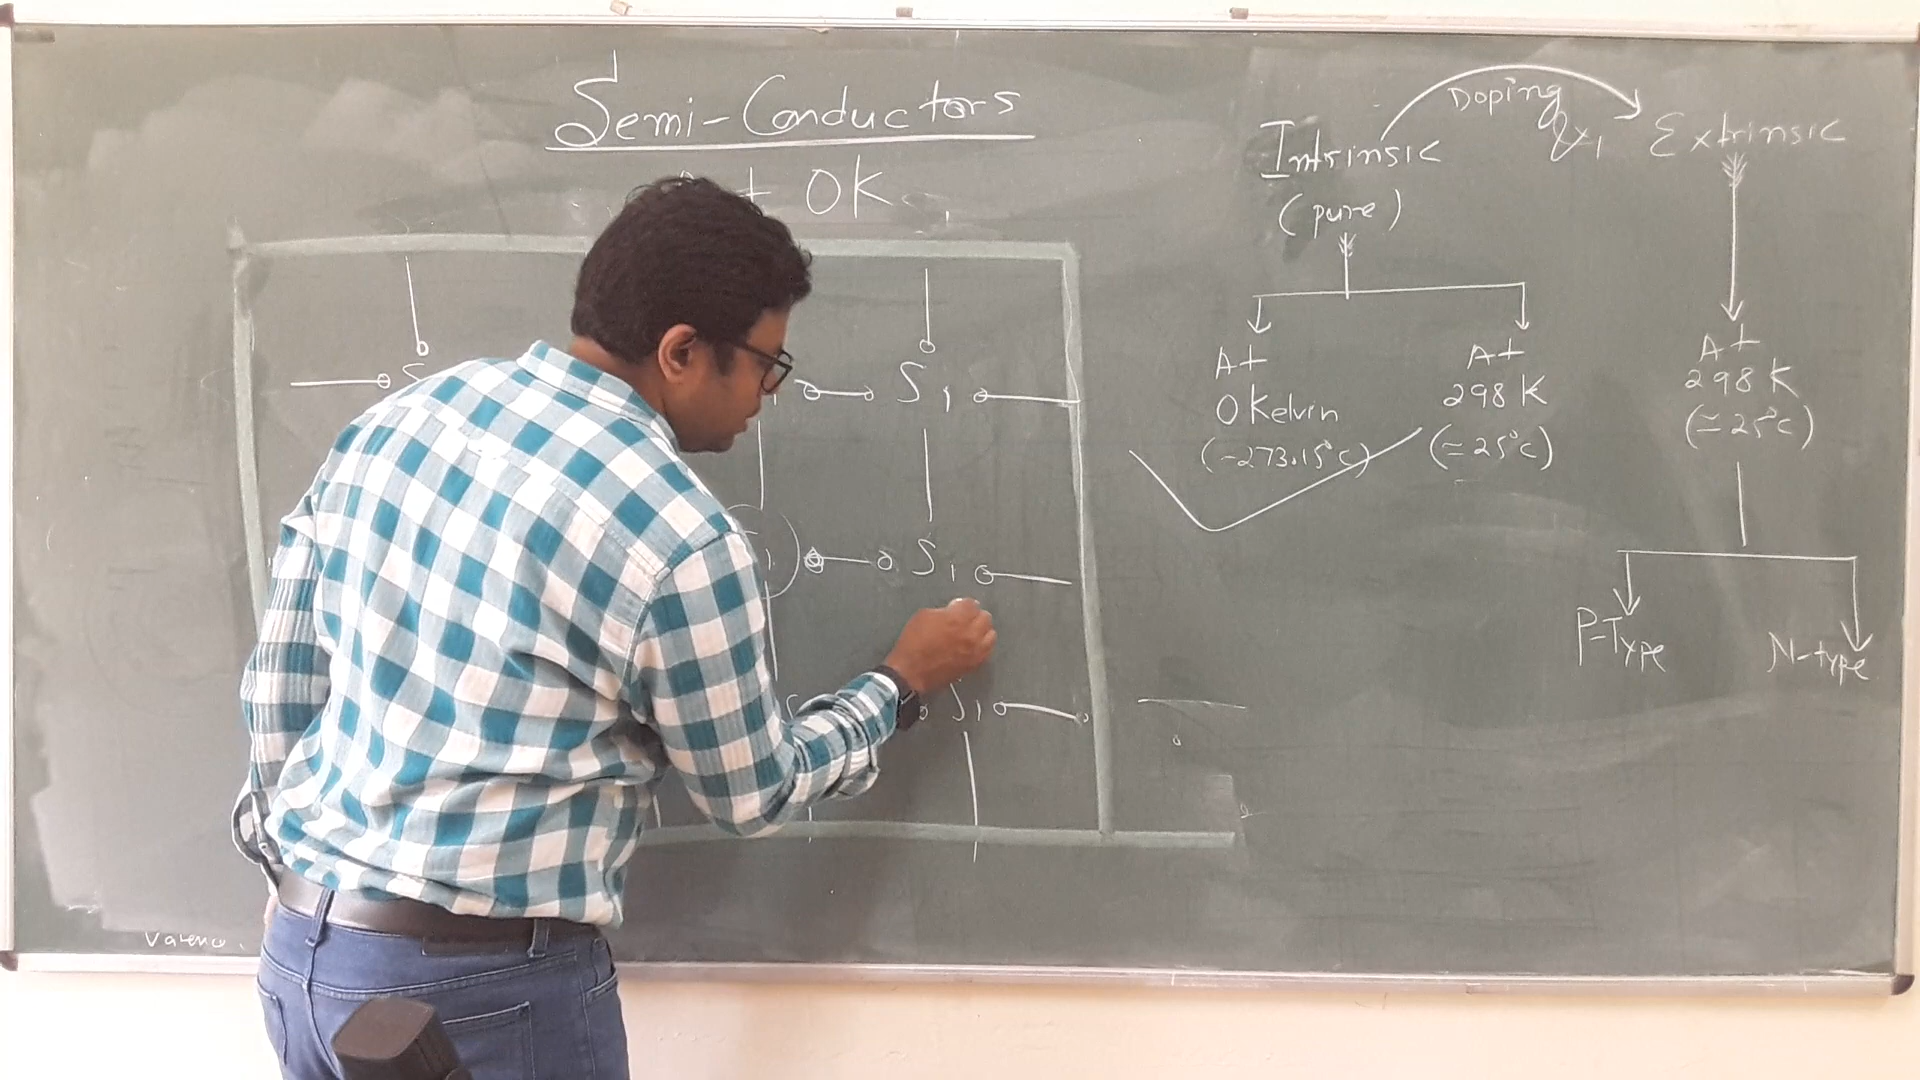 Semi-Conductors
At 0K
Doping
Intrinsic
Extrinsic
(pure)
At
0 Kelvin
(-273.15°C)
At
298 K
(≃25°C)
At
298 K
(≃25°C)
P-Type
N-type
Si
Si
Si